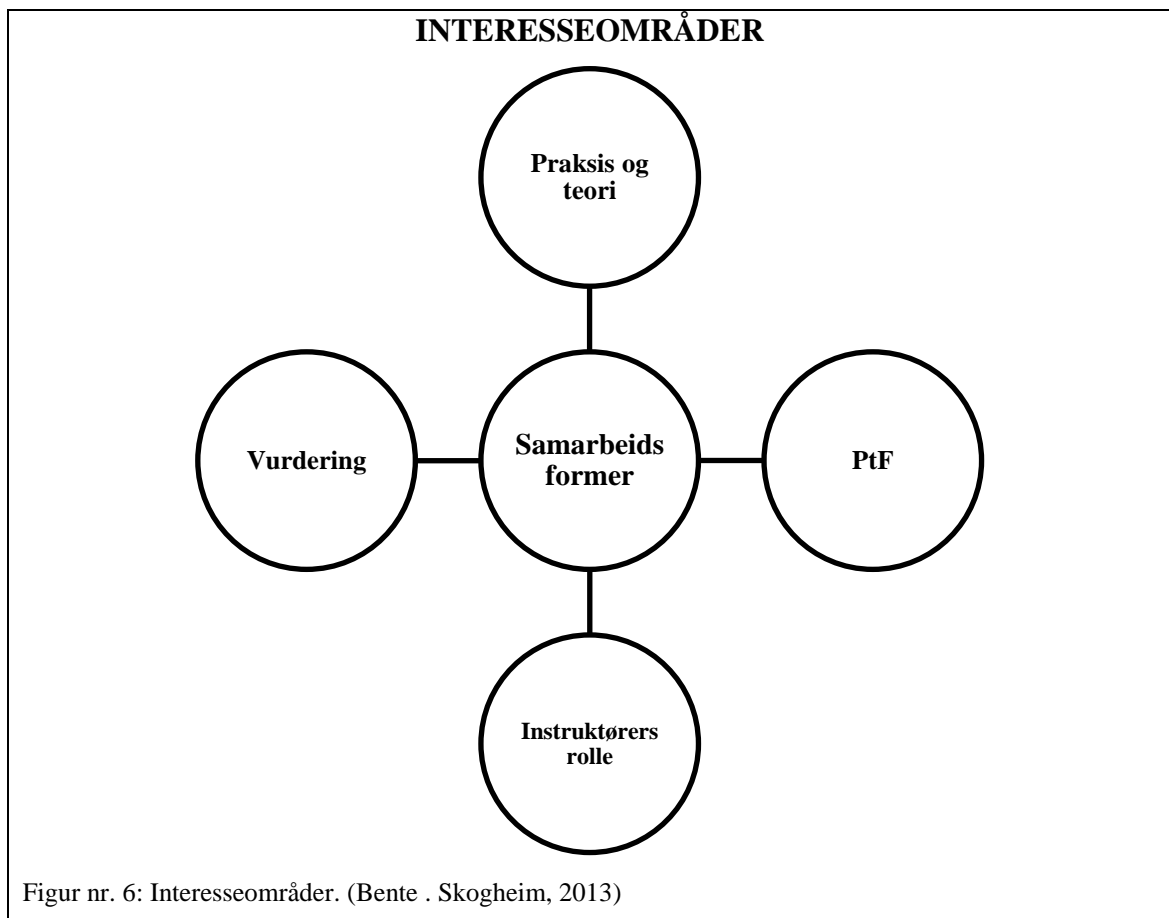 INTERESSEOMRÅDER
Praksis og
teori
Vurdering
Samarbeids
former
PtF
Instruktørers
rolle
Figur nr. 6: Interesseområder. (Bente . Skogheim, 2013)